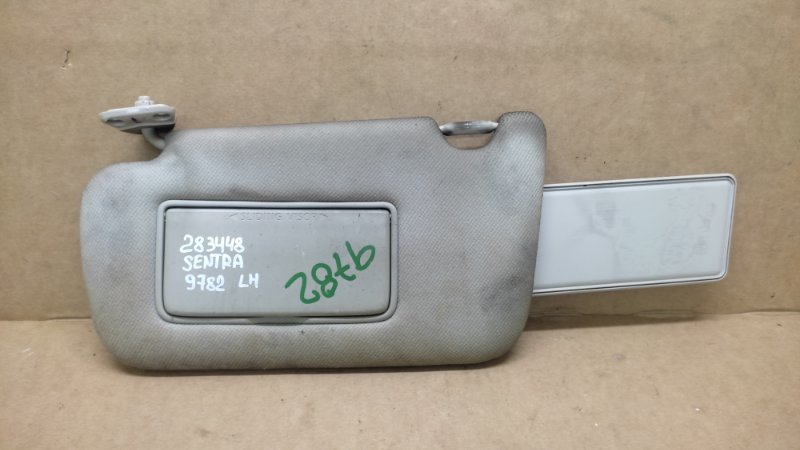 <SLIDING VISOR>
283448
SENTRA
9782 LH
9782